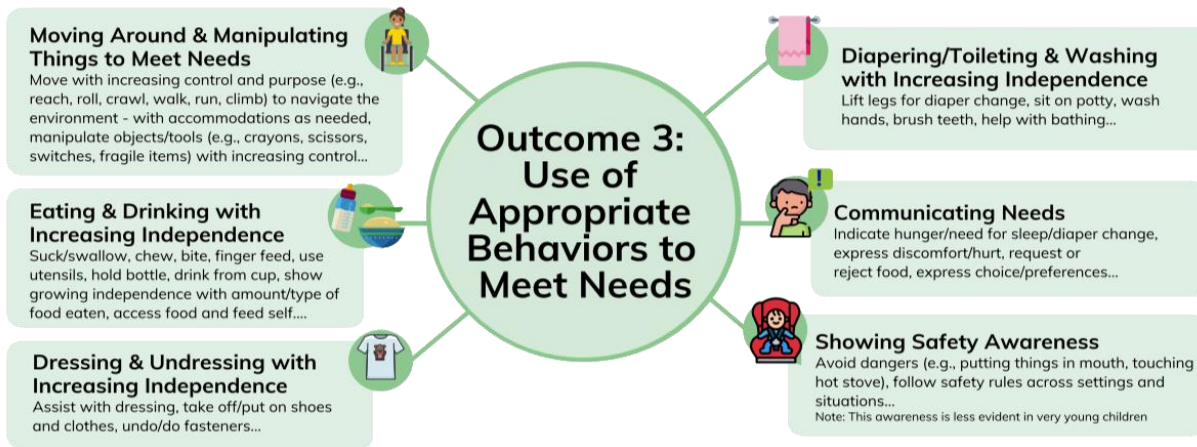 Moving Around & Manipulating
Things to Meet Needs
Move with increasing control and purpose (e.g.,
reach, roll, crawl, walk, run, climb) to navigate the
environment - with accommodations as needed,
manipulate objects/tools (e.g., crayons, scissors,
switches, fragile items) with increasing control...
Eating & Drinking with
Increasing Independence
Suck/swallow, chew, bite, finger feed, use
utensils, hold bottle, drink from cup, show
growing independence with amount/type of
food eaten, access food and feed self....
Dressing & Undressing with
Increasing Independence
Assist with dressing, take off/put on shoes
and clothes, undo/do fasteners...
Outcome 3:
Use of
Appropriate
Behaviors to
Meet Needs
Diapering/Toileting & Washing
with Increasing Independence
Lift legs for diaper change, sit on potty, wash
hands, brush teeth, help with bathing...
!
Communicating Needs
Indicate hunger/need for sleep/diaper change,
express discomfort/hurt, request or
reject food, express choice/preferences...
Showing Safety Awareness
Avoid dangers (e.g., putting things in mouth, touching
hot stove), follow safety rules across settings and
situations...
Note: This awareness is less evident in very young children